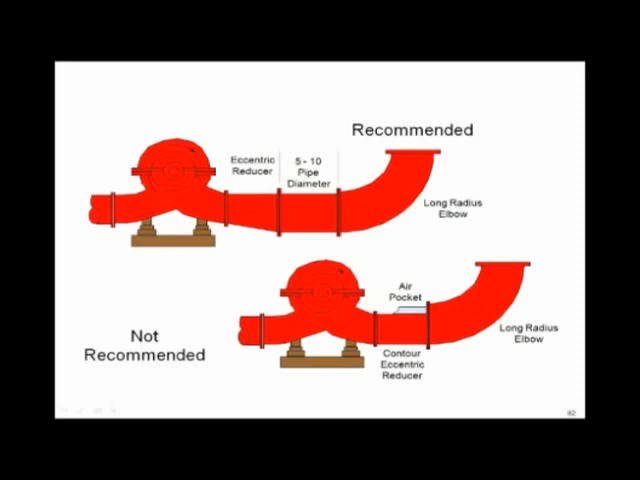 Recommended
Eccentric
Reducer
5 - 10
Pipe
Diameter
Long Radius
Elbow
Not
Recommended
Air
Pocket
Contour
Eccentric
Reducer
Long Radius
Elbow
82